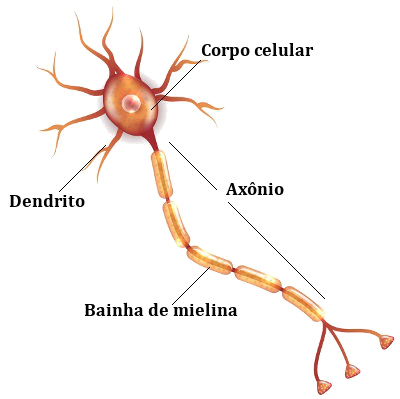 Corpo celular
Axônio
Dendrito
Bainha de mielina